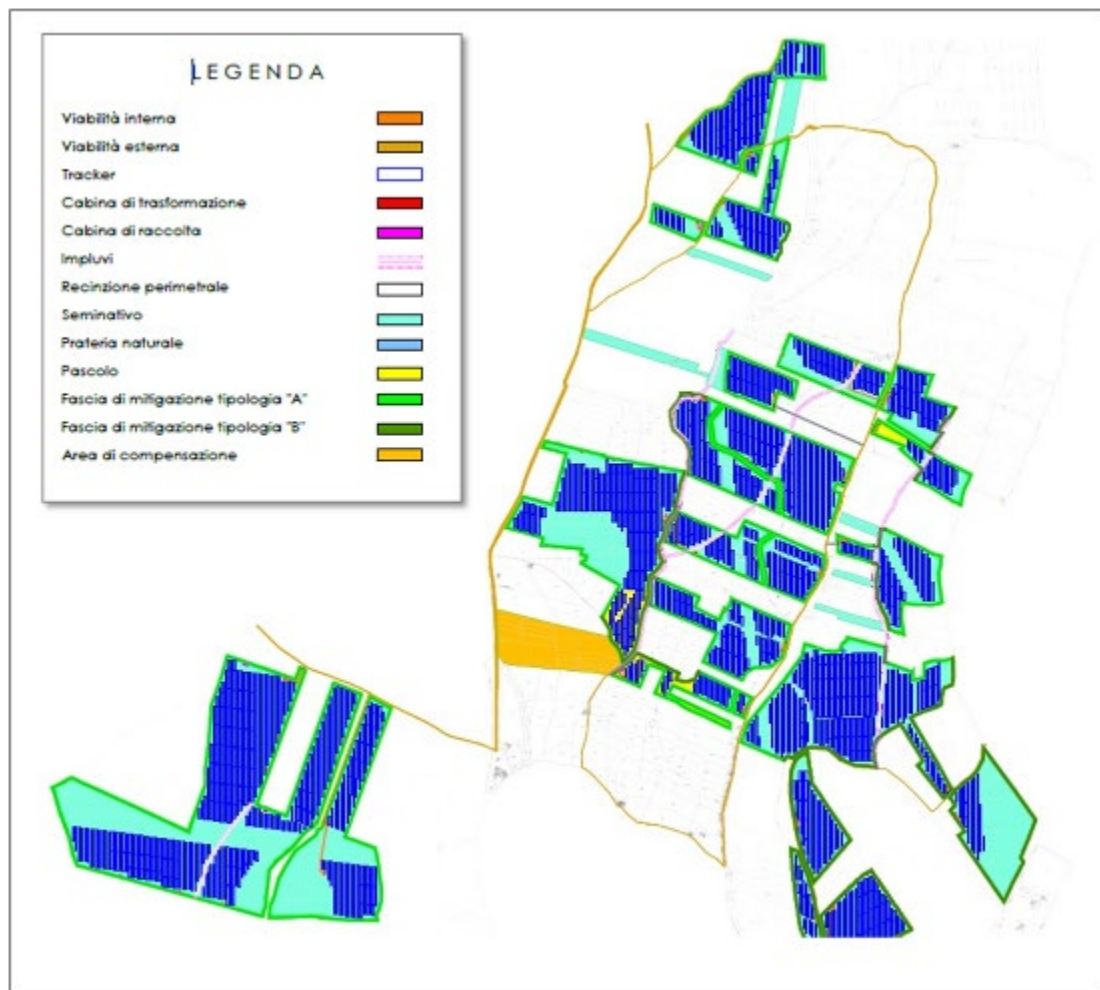 LEGENDA
Viabilità interna
Viabilità esterna
Tracker
Cabina di trasformazione
Cabina di raccolta
Impluvi
Recinzione perimetrale
Seminativo
Prateria naturale
Pascolo
Fascia di mitigazione tipologia "A"
Fascia di mitigazione tipologia "B"
Area di compensazione